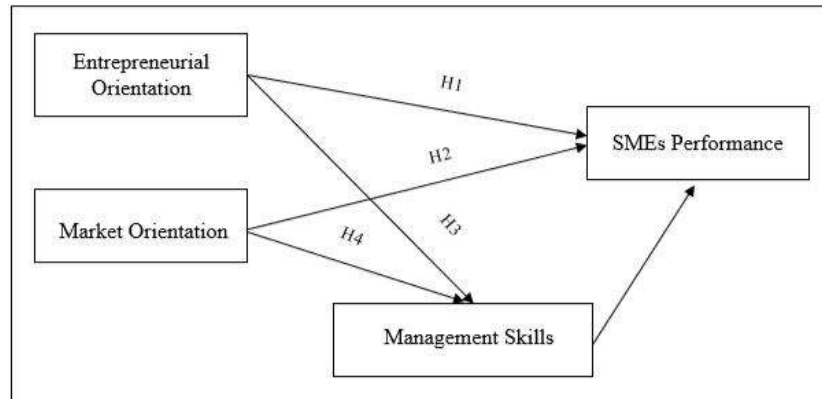 Entrepreneurial
Orientation
H1
SMEs Performance
H2
Market Orientation
H3
H4
Management Skills